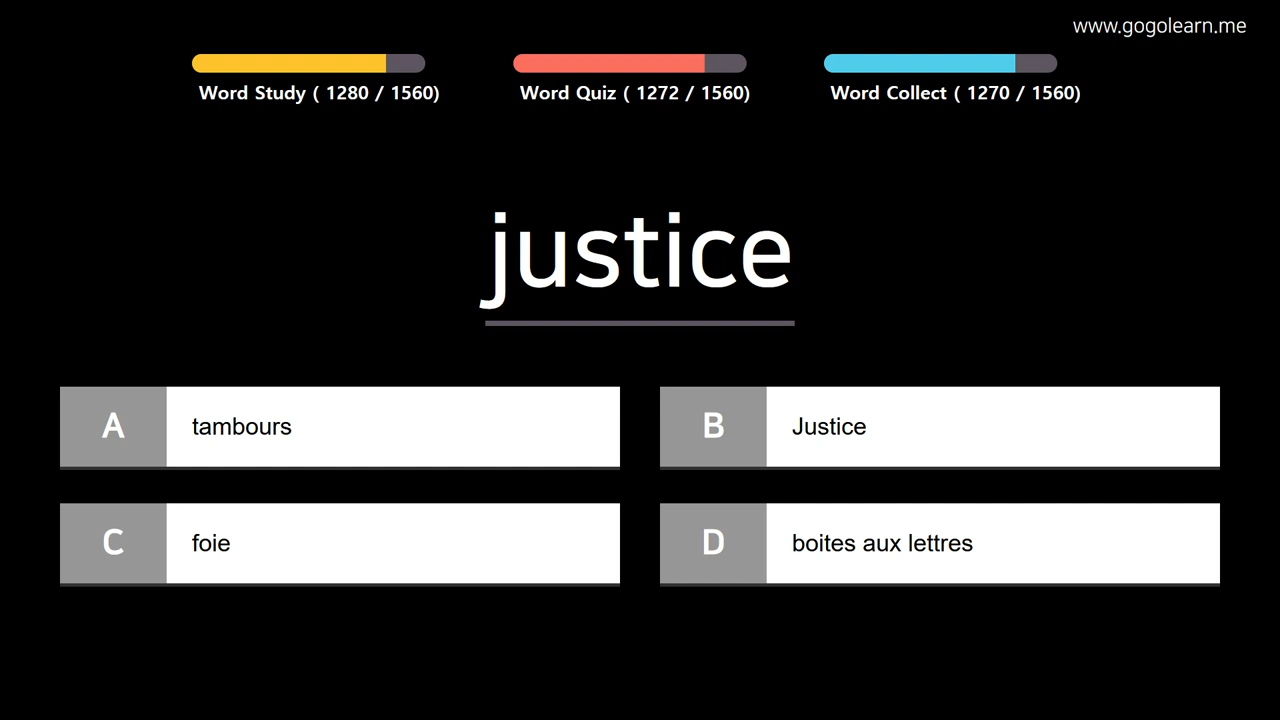 www.gogolearn.me
Word Study ( 1280 / 1560)
Word Quiz ( 1272 / 1560)
Word Collect ( 1270 / 1560)
justice
A tambours
B Justice
C foie
D boites aux lettres